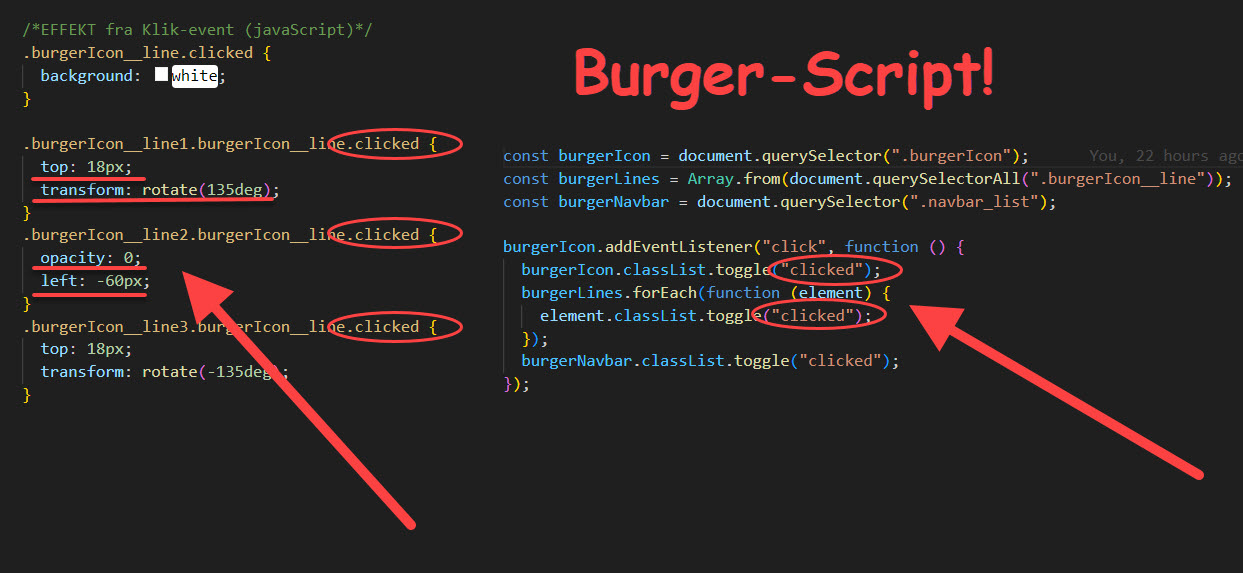 /*EFFEKT fra Klik-event (javaScript)*/
.burgerIcon__line.clicked {
background: white;
}
.burgerIcon__line1.burgerIcon__line.clicked {
top: 18px;
transform: rotate(135deg);
}
.burgerIcon__line2.burgerIcon__line.clicked {
opacity: 0;
left: -60px;
}
.burgerIcon__line3.burgerIcon__line.clicked {
top: 18px;
transform: rotate(-135deg);
}
Burger-Script!
const burgerIcon = document.querySelector(".burgerIcon"); You, 22 hours ago
const burgerLines = Array.from(document.querySelectorAll(".burgerIcon__line"));
const burgerNavbar = document.querySelector(".navbar_list");
burgerIcon.addEventListener("click", function () {
burgerIcon.classList.toggle("clicked");
burgerLines.forEach(function (element) {
element.classList.toggle("clicked");
});
burgerNavbar.classList.toggle("clicked");
});